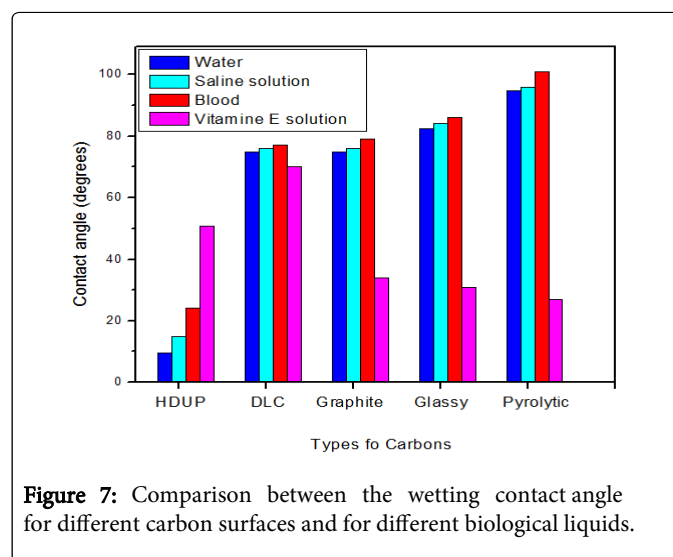 Water
Saline solution
Blood
Vitamine E solution
100
80
60
40
20
0
Contact angle (degrees)
HDUP DLC Graphite Glassy Pyrolytic
Types fo Carbons
Figure 7: Comparison between the wetting contact angle
for different carbon surfaces and for different biological liquids.